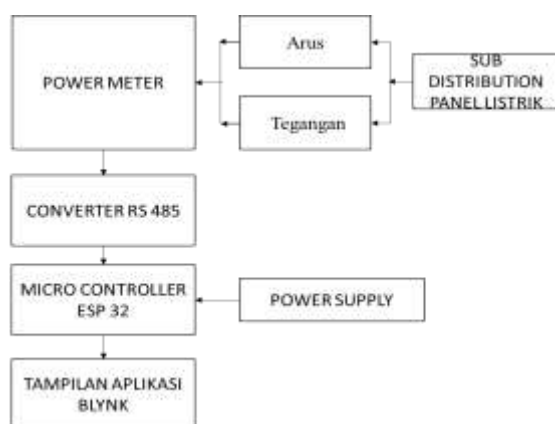 POWER METER
Arus
Tegangan
SUB
DISTRIBUTION
PANEL LISTRIK
CONVERTER RS 485
MICRO CONTROLLER
ESP 32
POWER SUPPLY
TAMPILAN APLIKASI
BLYNK